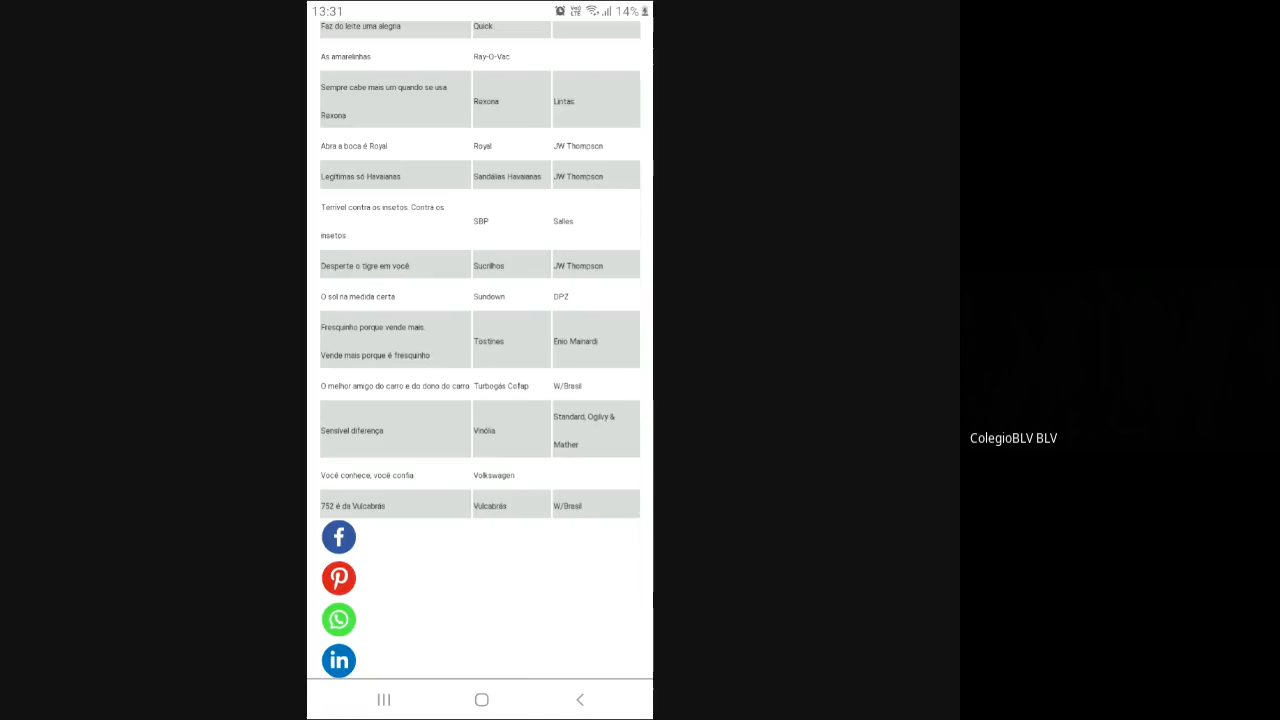 13:31 14%
Faz do leite uma alegria Quick
As amarelinhas Ray-O-Vac
Sempre cabe mais um quando se usa
Rexona Lintas
Rexona
Abra a boca é Royal Royal JW Thompson
Legítimas só Havaianas Sandálias Havaianas JW Thompson
Terrível contra os insetos. Contra os
SBP Salles
insetos
Desperte o tigre em você Sucrilhos JW Thompson
O sol na medida certa Sundown DPZ
Fresquinho porque vende mais.
Tostines Enio Mainardi
Vende mais porque é fresquinho
O melhor amigo do carro e do dono do carro Turbogás Cofap W/Brasil
Standard, Ogilvy &
Sensível diferença Vinólia
Mather
Você conhece, você confia Volkswagen
752 é da Vulcabrás Vulcabrás W/Brasil
ColegioBLV BLV